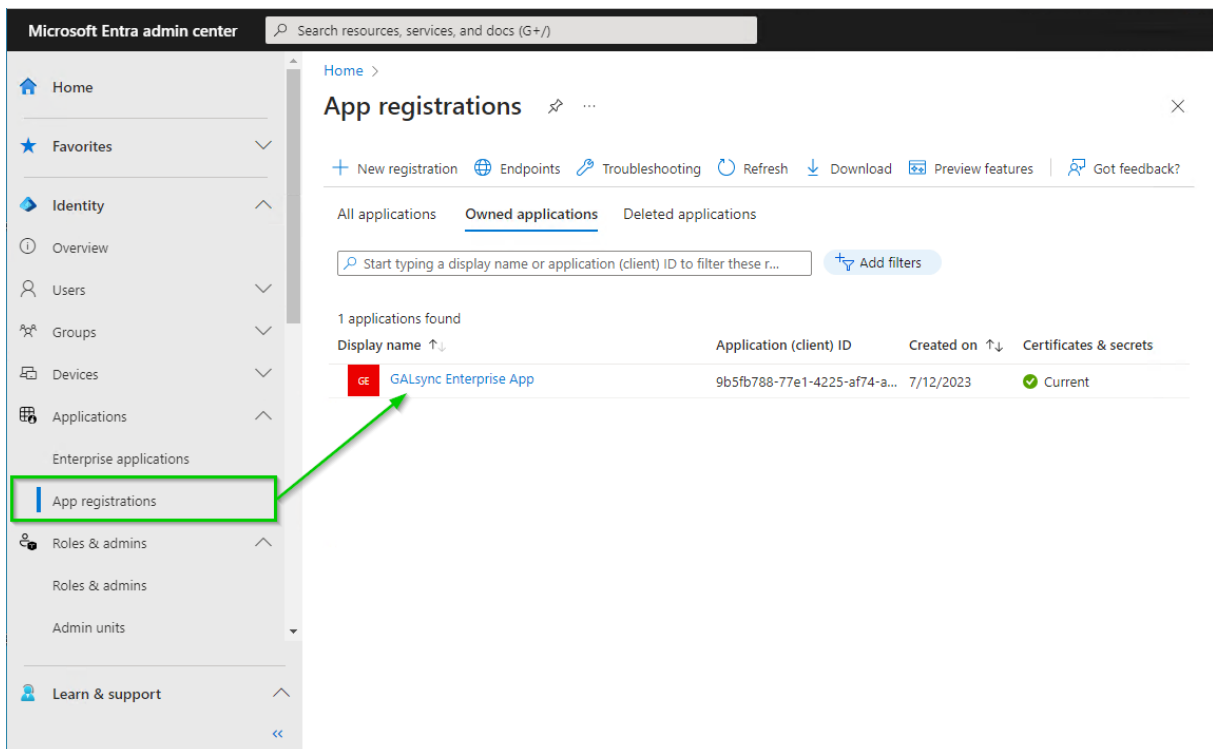 Microsoft Entra admin center
Search resources, services, and docs (G+/)
Home
Favorites
Identity
Overview
Users
Groups
Devices
Applications
Enterprise applications
App registrations
Roles & admins
Roles & admins
Admin units
Learn & support
Home >
App registrations
New registration Endpoints Troubleshooting Refresh Download Preview features Got feedback?
All applications Owned applications Deleted applications
Start typing a display name or application (client) ID to filter these r... Add filters
1 applications found
Display name Application (client) ID Created on Certificates & secrets
GE GALsync Enterprise App 9b5fb788-77e1-4225-af74-a... 7/12/2023 Current